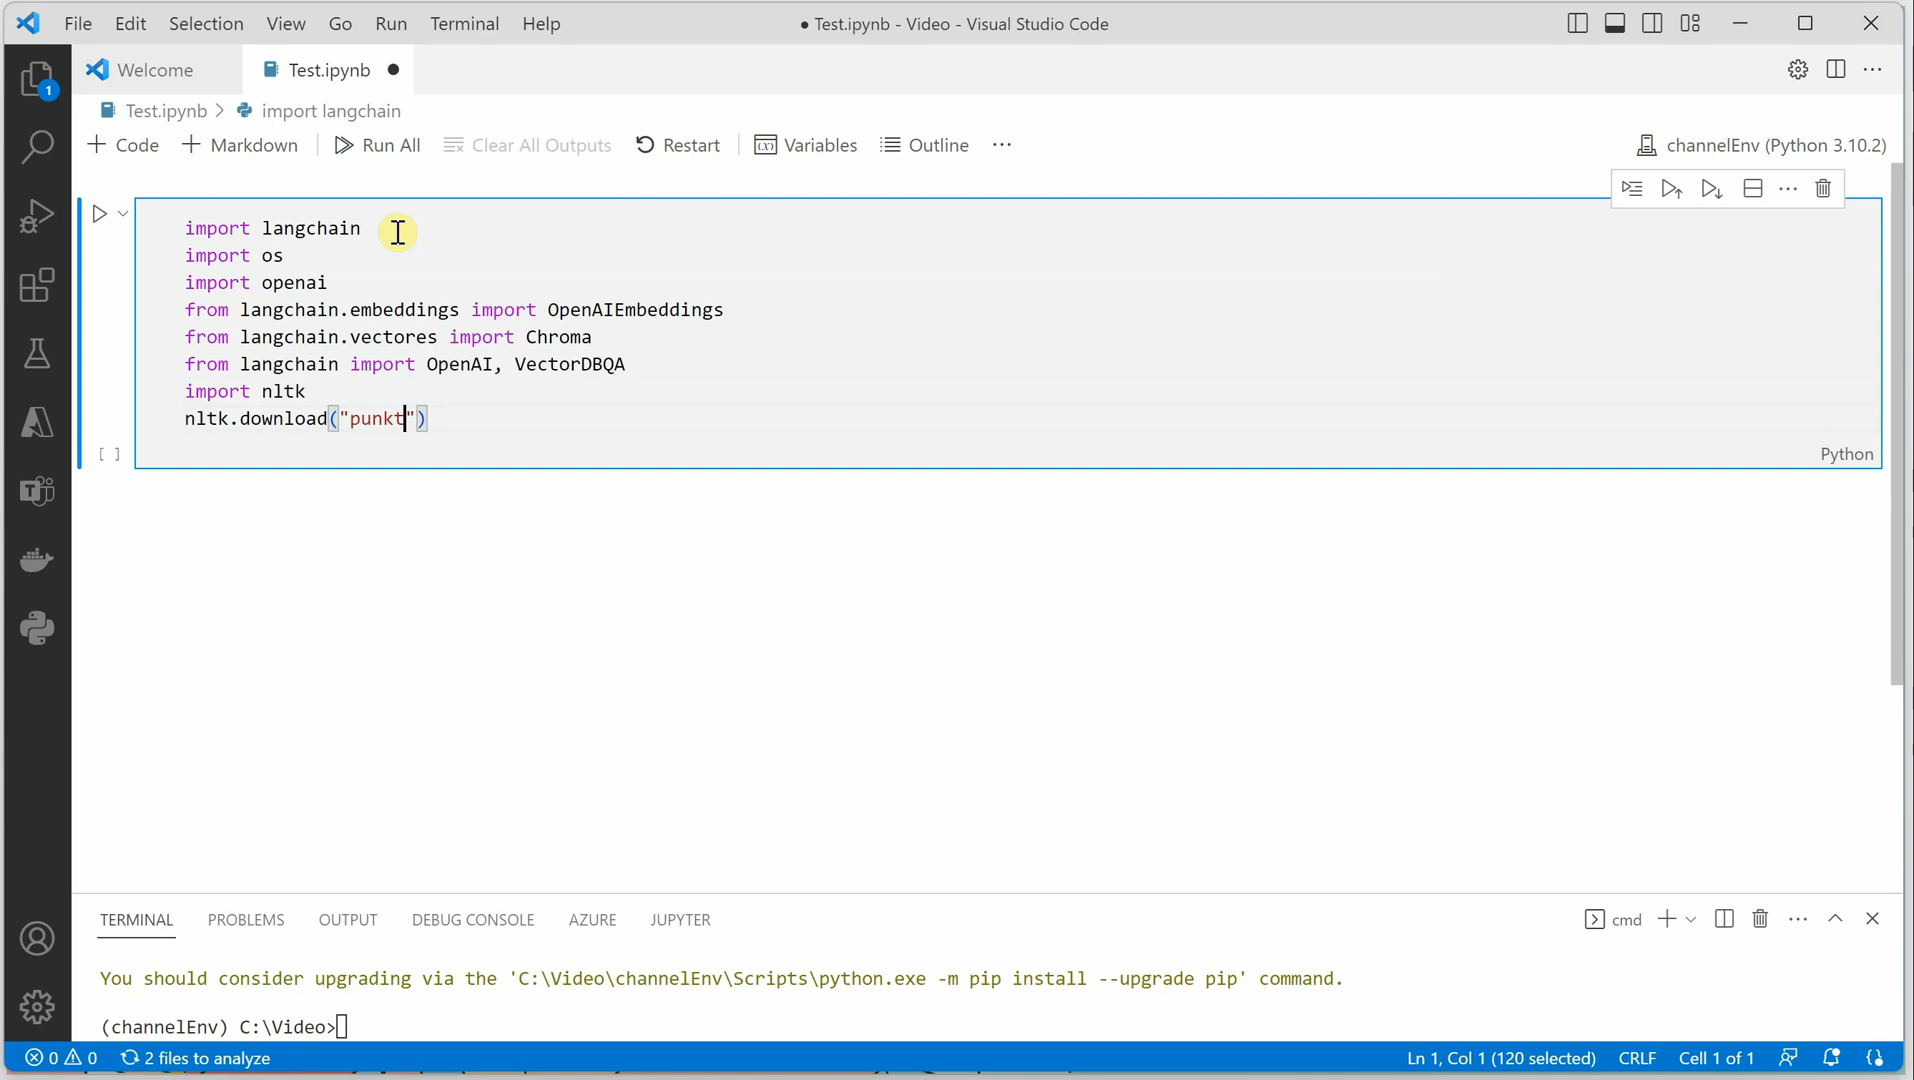 File Edit Selection View Go Run Terminal Help
● Test.ipynb - Video - Visual Studio Code
1
Welcome
Test.ipynb ●
Test.ipynb > import langchain
+ Code + Markdown Run All Clear All Outputs Restart Variables Outline ···
channelEnv (Python 3.10.2)
import langchain
import os
import openai
from langchain.embeddings import OpenAIEmbeddings
from langchain.vectores import Chroma
from langchain import OpenAI, VectorDBQA
import nltk
nltk.download("punkt")
[ ]
Python
TERMINAL PROBLEMS OUTPUT DEBUG CONSOLE AZURE JUPYTER
cmd
You should consider upgrading via the 'C:\Video\channelEnv\Scripts\python.exe -m pip install --upgrade pip' command.
(channelEnv) C:\Video>
0 0 2 files to analyze
Ln 1, Col 1 (120 selected) CRLF Cell 1 of 1